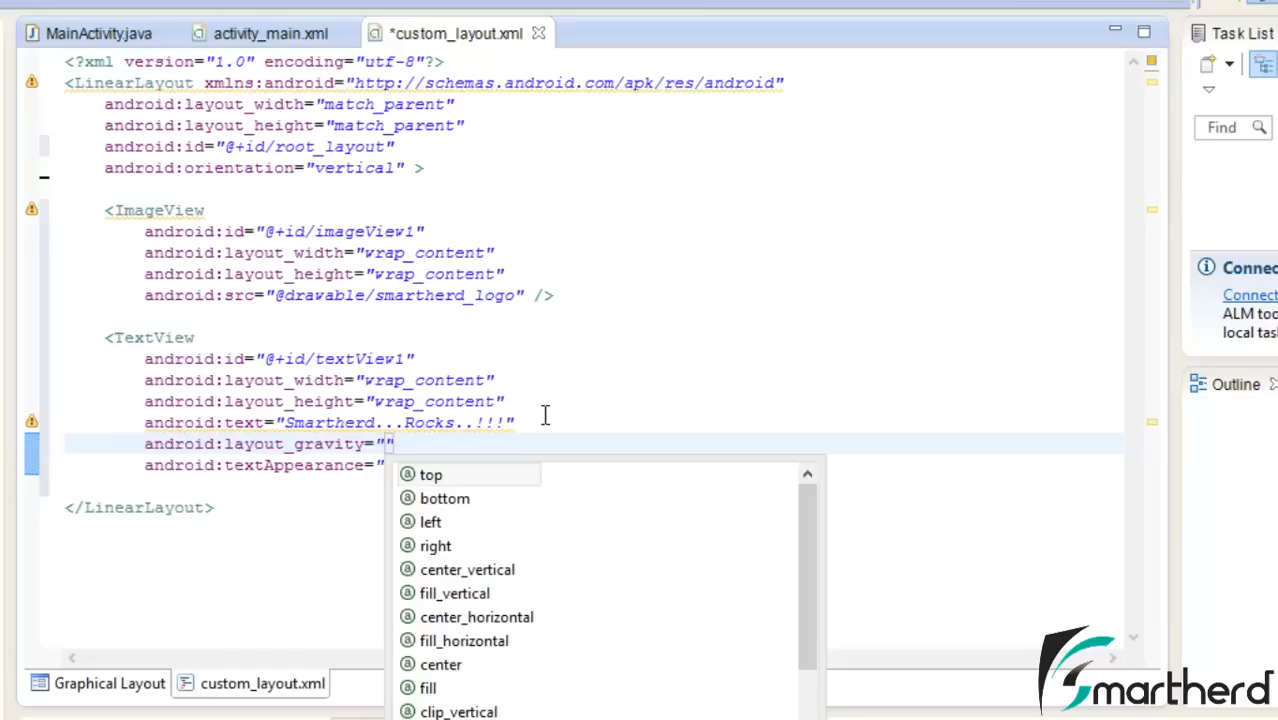 MainActivity.java
activity_main.xml
*custom_layout.xml
Task List
<?xml version="1.0" encoding="utf-8"?>
<LinearLayout xmlns:android="http://schemas.android.com/apk/res/android"
android:layout_width="match_parent"
android:layout_height="match_parent"
android:id="@+id/root_layout"
android:orientation="vertical" >
Find
<ImageView
android:id="@+id/imageView1"
android:layout_width="wrap_content"
android:layout_height="wrap_content"
android:src="@drawable/smartherd_logo" />
Connec
Connect
ALM too
local tas
<TextView
android:id="@+id/textView1"
android:layout_width="wrap_content"
android:layout_height="wrap_content"
android:text="Smartherd...Rocks..!!!"
android:layout_gravity=""
android:textAppearance="
</LinearLayout>
Outline
top
bottom
left
right
center_vertical
fill_vertical
center_horizontal
fill_horizontal
center
fill
clip_vertical
Graphical Layout
custom_layout.xml
Smartherd